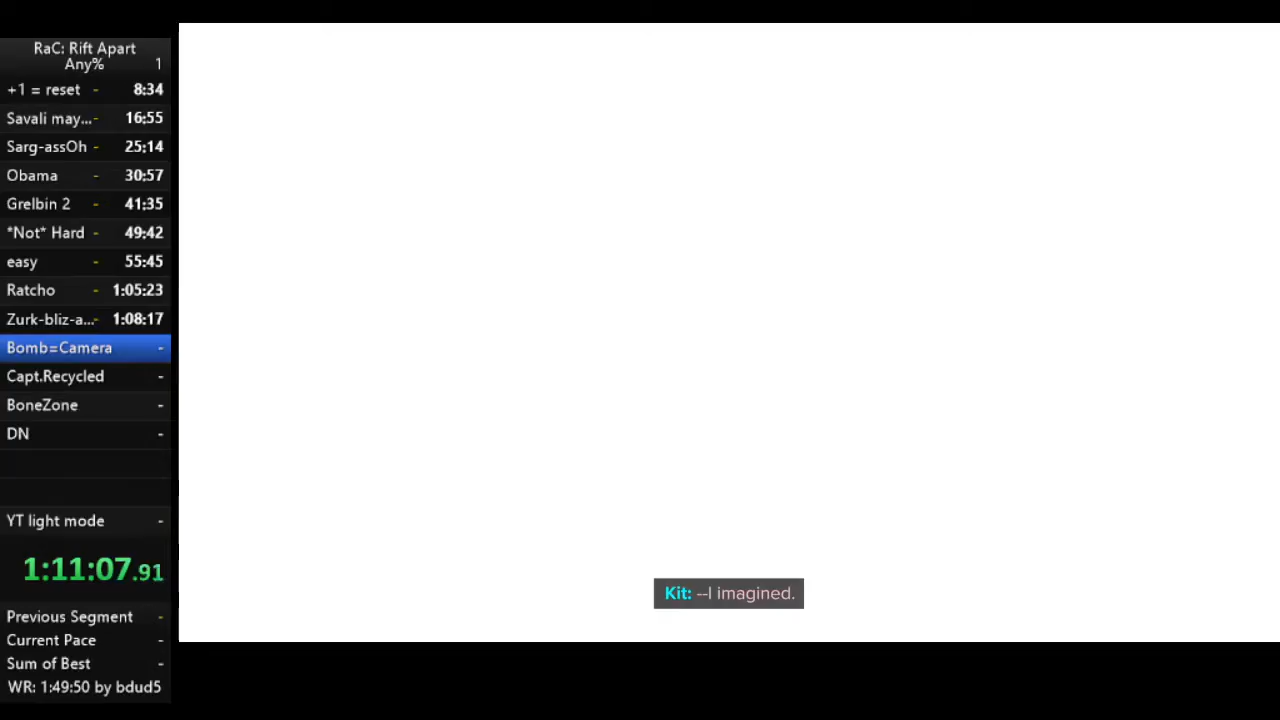 RaC: Rift Apart
Any% 1
+1 = reset - 8:34
Savali may...- 16:55
Sarg-assOh - 25:14
Obama - 30:57
Grelbin 2 - 41:35
*Not* Hard - 49:42
easy - 55:45
Ratcho - 1:05:23
Zurk-bliz-a...- 1:08:17
Bomb=Camera -
Capt.Recycled -
BoneZone -
DN -
YT light mode -
1:11:07.91
Previous Segment -
Current Pace -
Sum of Best -
WR: 1:49:50 by bdud5
Kit: --I imagined.